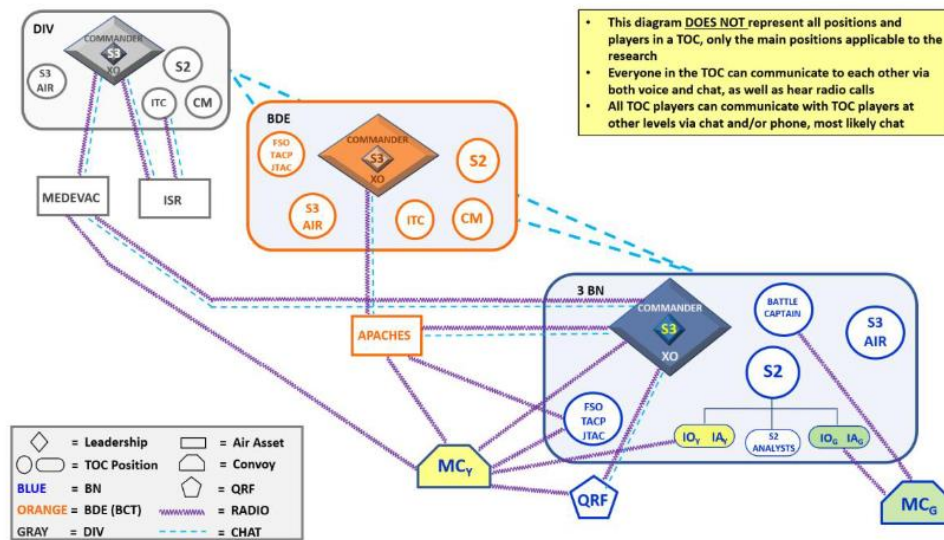 DIV
COMMANDER
S3
XO
S3
AIR
S2
ITC
CM
MEDEVAC
ISR
BDE
FSO
TACP
JTAC
COMMANDER
S3
XO
S2
S3
AIR
ITC
CM
• This diagram DOES NOT represent all positions and
players in a TOC, only the main positions applicable to the
research
• Everyone in the TOC can communicate to each other via
both voice and chat, as well as hear radio calls
• All TOC players can communicate with TOC players at
other levels via chat and/or phone, most likely chat
APACHES
3 BN
COMMANDER
S3
XO
BATTLE
CAPTAIN
S3
AIR
S2
FSO
TACP
JTAC
IOY IAY
S2
ANALYSTS
IOG IAG
MCY
QRF
MCG
= Leadership
= Air Asset
= TOC Position
= Convoy
BLUE = BN
= QRF
ORANGE = BDE (BCT)
= RADIO
GRAY = DIV
= CHAT